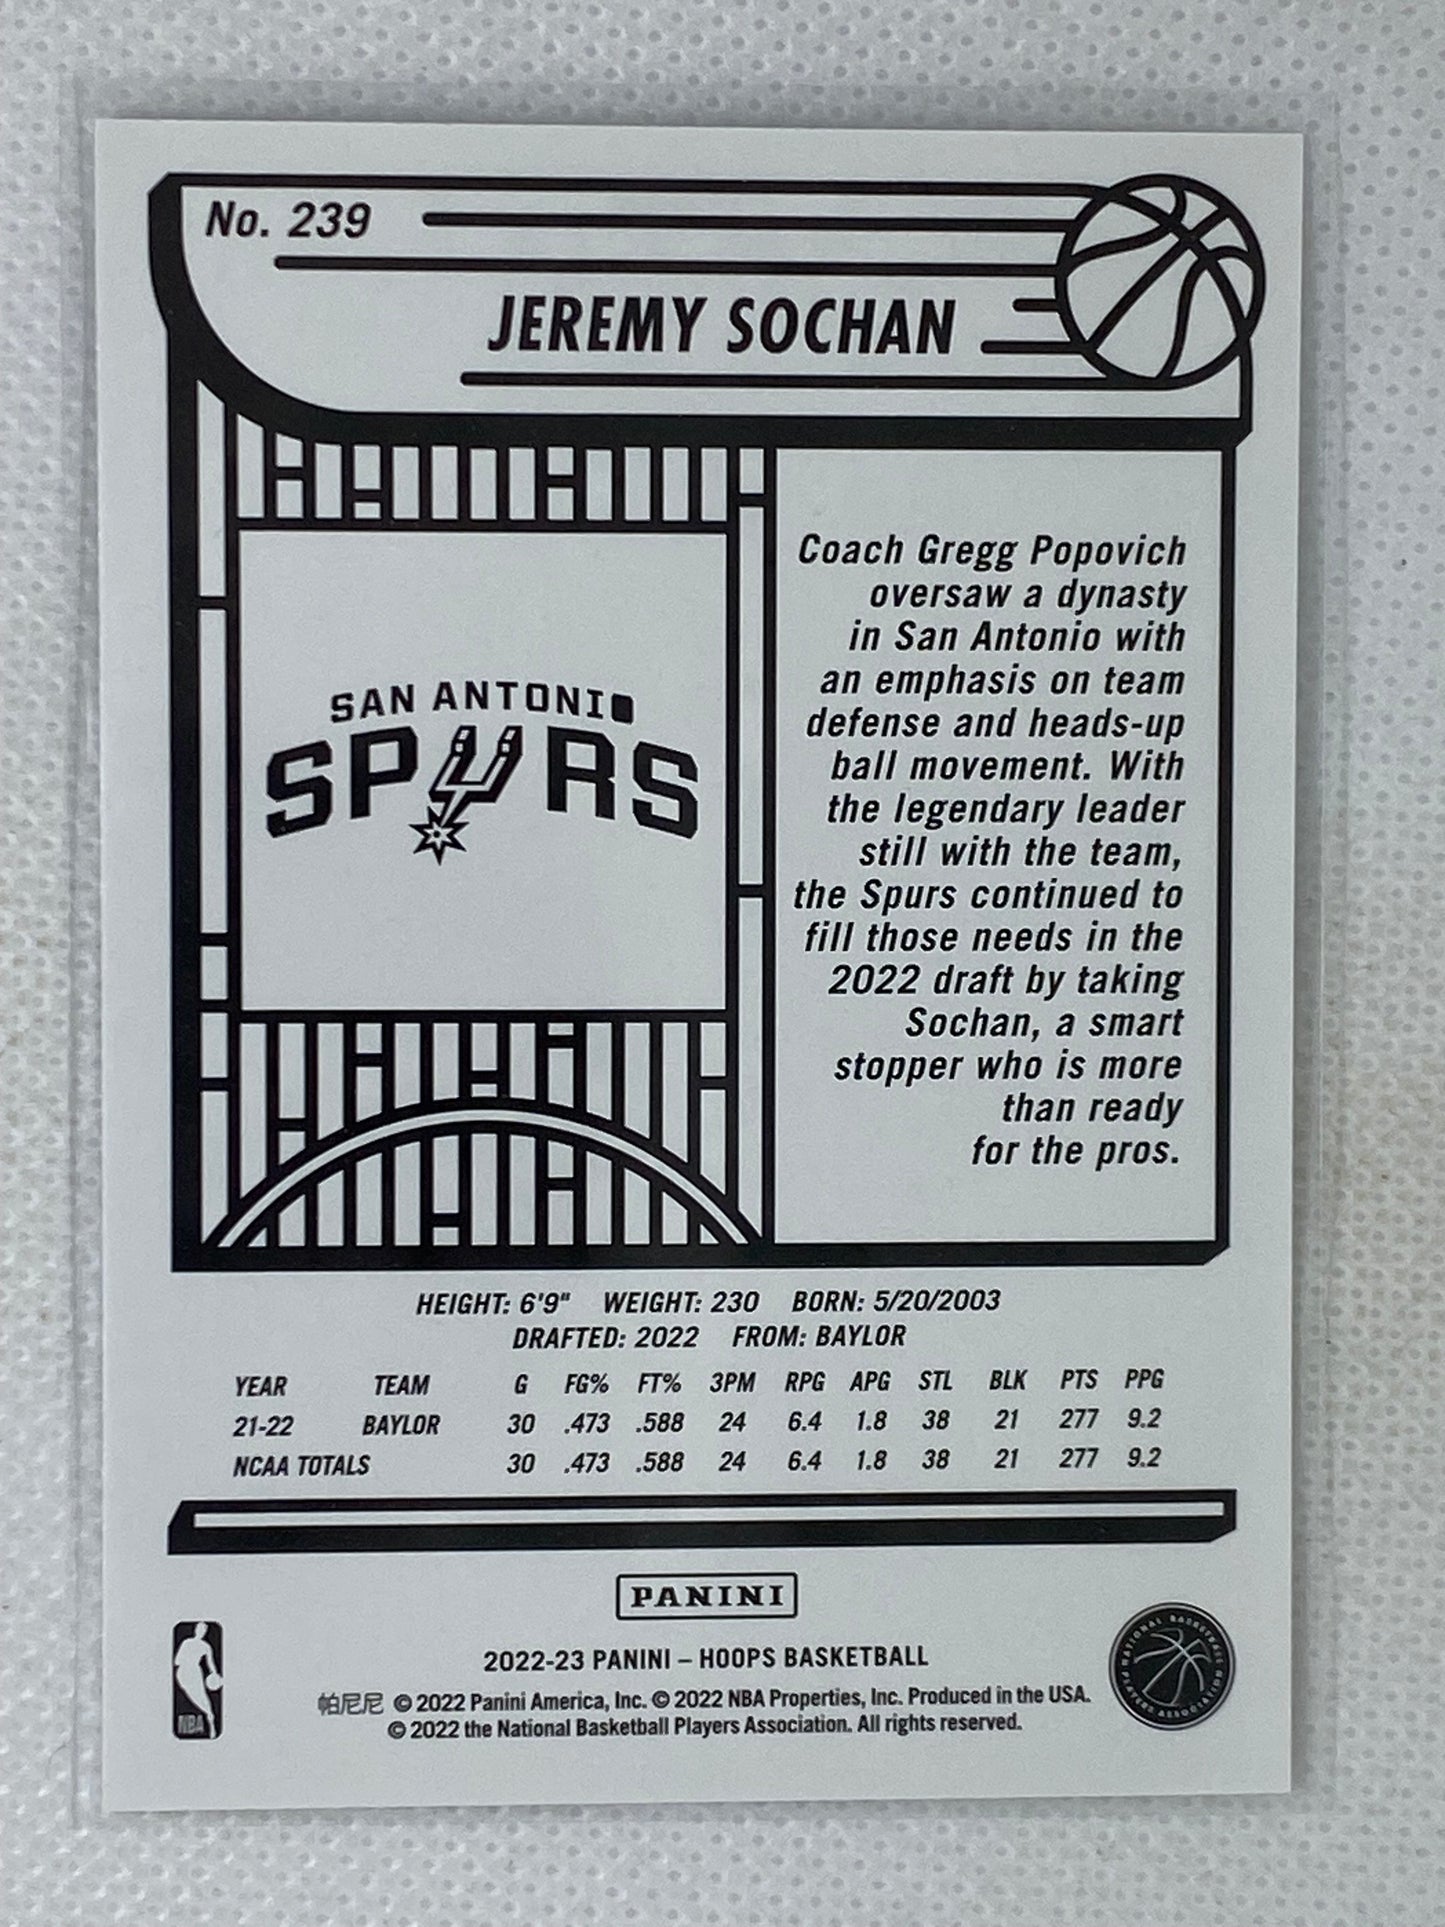 No. 239
JEREMY SOCHAN
SAN ANTONIO
SPURS
Coach Gregg Popovich
oversaw a dynasty
in San Antonio with
an emphasis on team
defense and heads-up
ball movement. With
the legendary leader
still with the team,
the Spurs continued to
fill those needs in the
2022 draft by taking
Sochan, a smart
stopper who is more
than ready
for the pros.
HEIGHT: 6'9" WEIGHT: 230 BORN: 5/20/2003
DRAFTED: 2022 FROM: BAYLOR
YEAR TEAM G FG% FT% 3PM RPG APG STL BLK PTS PPG
21-22 BAYLOR 30 .473 .588 24 6.4 1.8 38 21 277 9.2
NCAA TOTALS 30 .473 .588 24 6.4 1.8 38 21 277 9.2
PANINI
2022-23 PANINI – HOOPS BASKETBALL
帕尼尼 © 2022 Panini America, Inc. © 2022 NBA Properties, Inc. Produced in the USA.
© 2022 the National Basketball Players Association. All rights reserved.
NBA
NATIONAL BASKETBALL PLAYERS ASSOCIATION